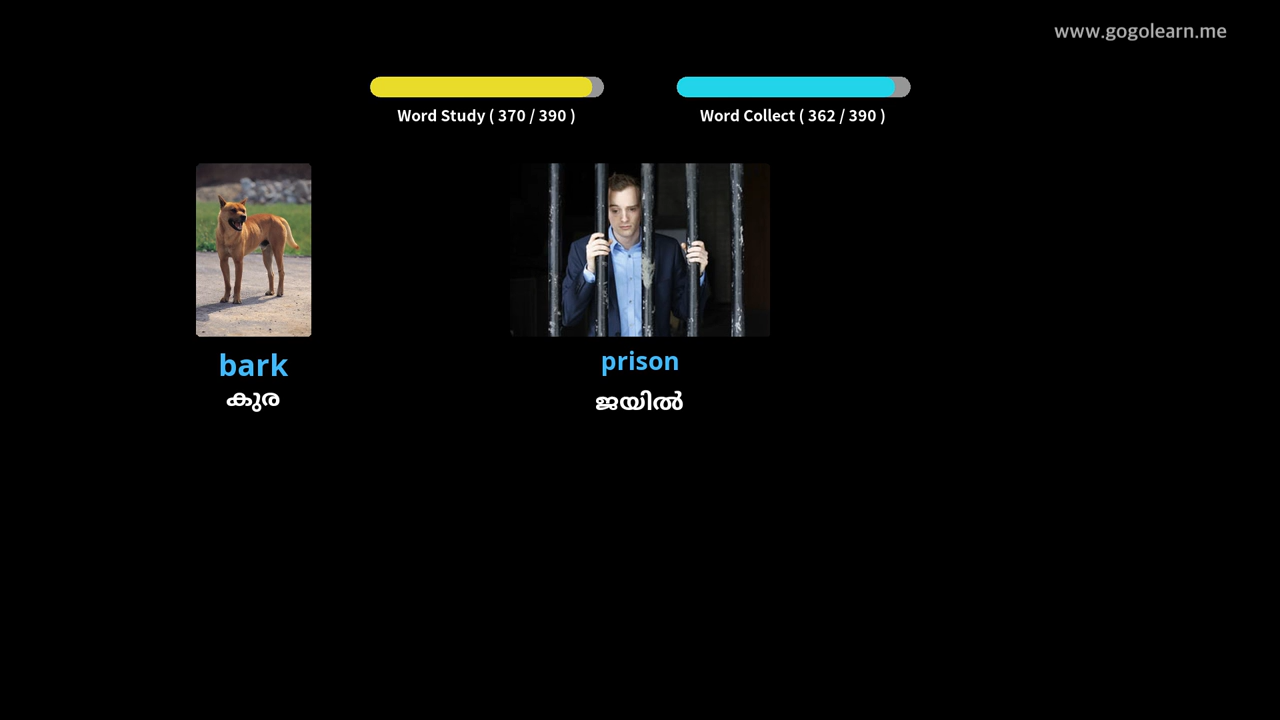 www.gogolearn.me
Word Study ( 370 / 390 )
Word Collect ( 362 / 390 )
bark
കുര
prison
ജയിൽ